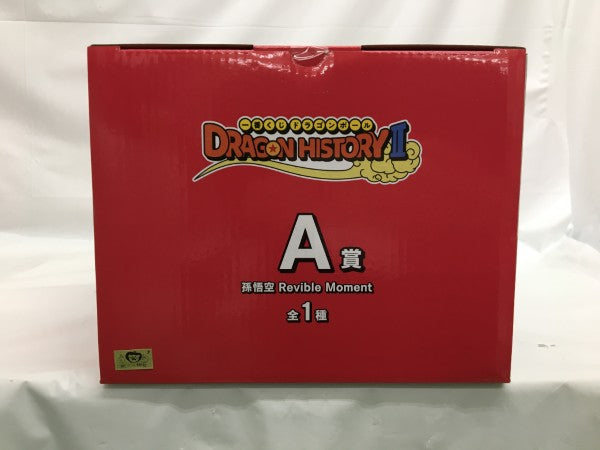 一番くじ ドラゴンボール
DRAGON HISTORY II
A賞
孫悟空 Revible Moment
全1種